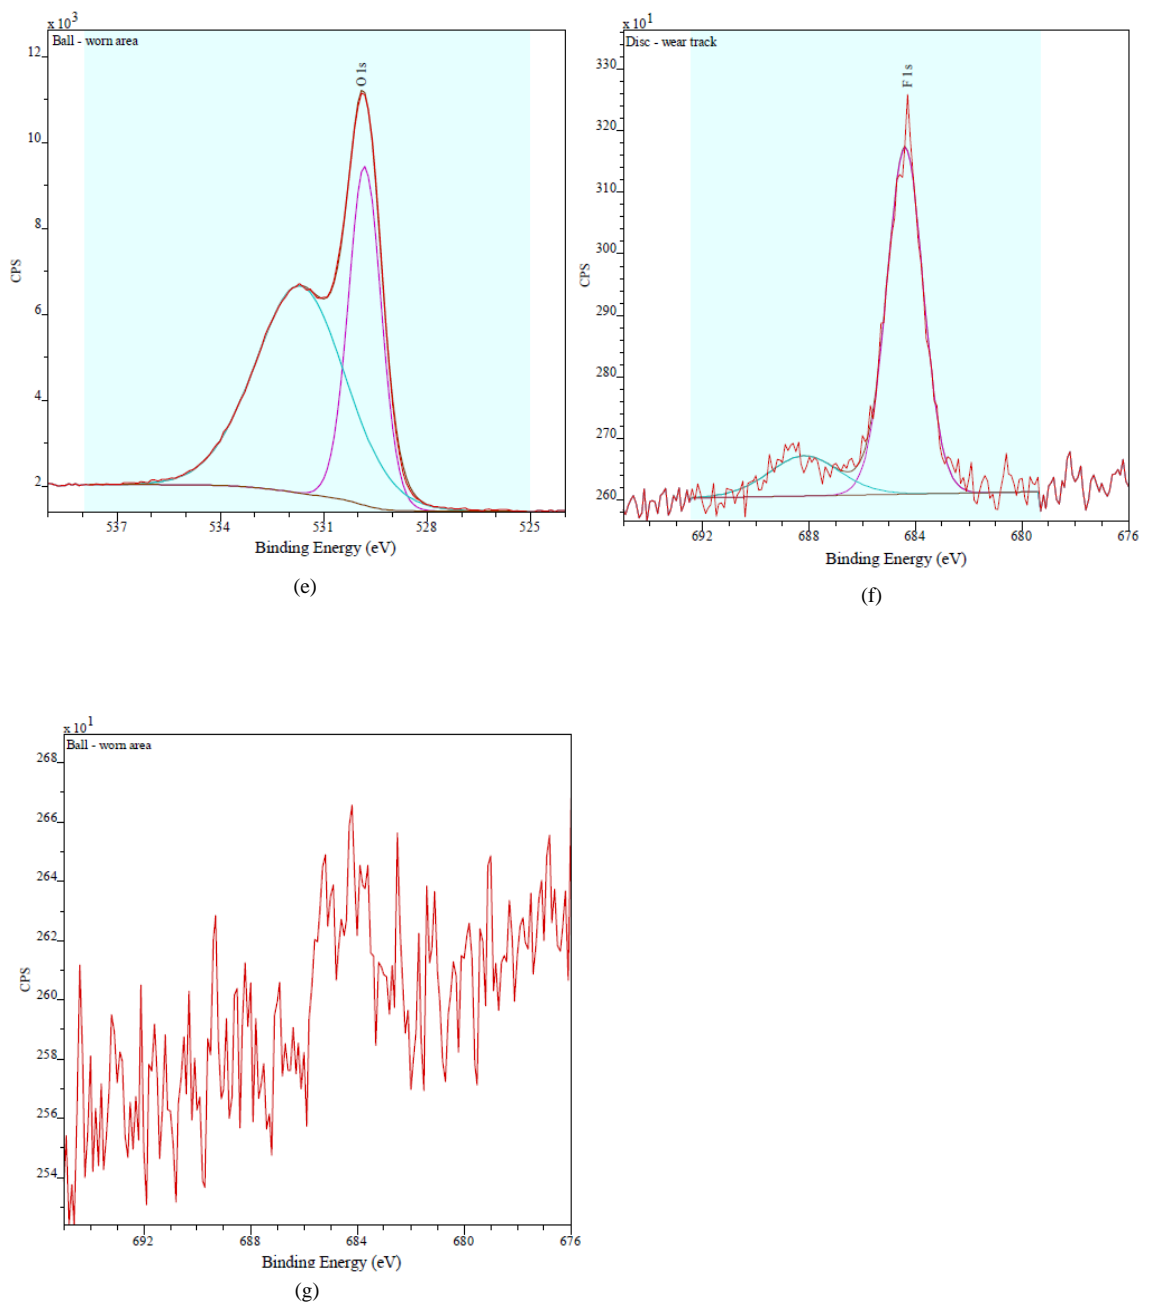 x 10 3
Ball - worn area
O 1s
12
10
8
6
4
2
CPS
537 534 531 528 525
Binding Energy (eV)
(e)
x 10 1
Disc - wear track
F 1s
330
320
310
300
290
280
270
260
CPS
692 688 684 680 676
Binding Energy (eV)
(f)
x 10 1
Ball - worn area
268
266
264
262
260
258
256
254
CPS
692 688 684 680 676
Binding Energy (eV)
(g)